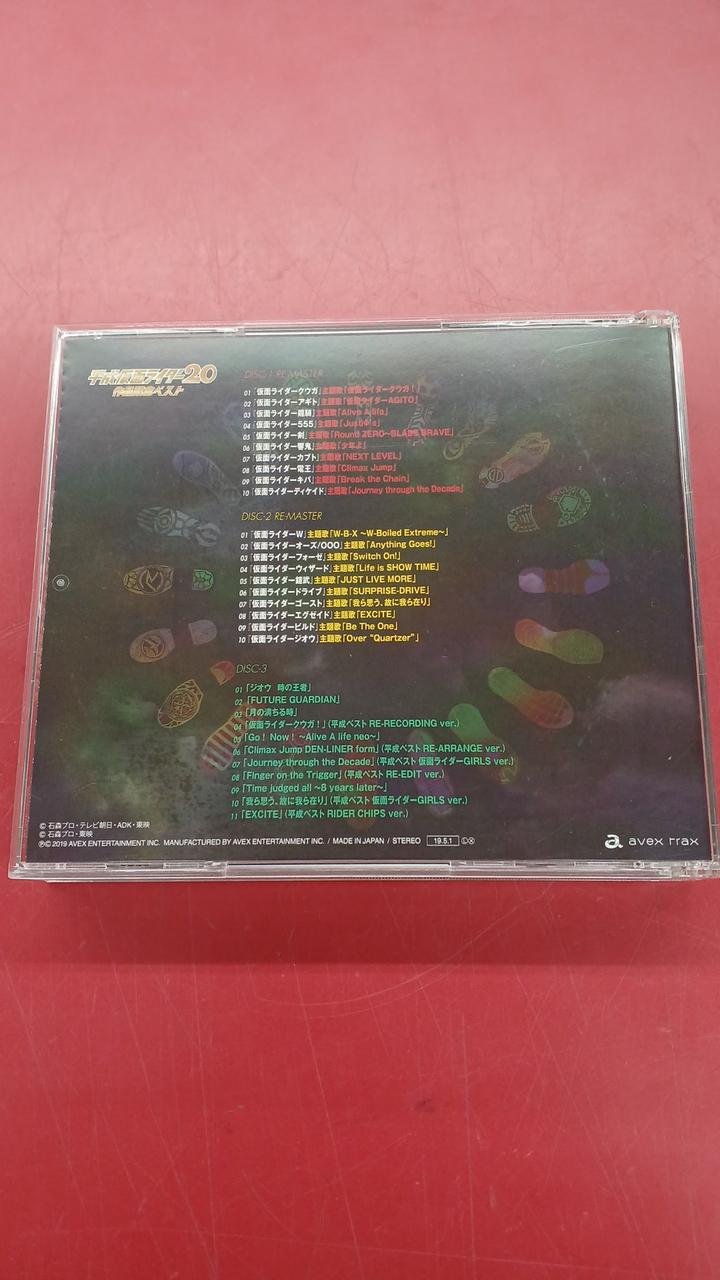 平成仮面ライダー20
作品記念ベスト
DISC-1 RE-MASTER
01「仮面ライダークウガ」主題歌「仮面ライダークウガ！」
02「仮面ライダーアギト」主題歌「仮面ライダーAGITO」
03「仮面ライダー龍騎」主題歌「Alive A life」
04「仮面ライダー555」主題歌「Justiφ's」
05「仮面ライダー剣」主題歌「Round ZERO~BLADE BRAVE」
06「仮面ライダー響鬼」主題歌「少年よ」
07「仮面ライダーカブト」主題歌「NEXT LEVEL」
08「仮面ライダー電王」主題歌「Climax Jump」
09「仮面ライダーキバ」主題歌「Break the Chain」
10「仮面ライダーディケイド」主題歌「Journey through the Decade」
DISC-2 RE-MASTER
01「仮面ライダーW」主題歌「W-B-X ~W-Boiled Extreme~」
02「仮面ライダーオーズ/OOO」主題歌「Anything Goes!」
03「仮面ライダーフォーゼ」主題歌「Switch On!」
04「仮面ライダーウィザード」主題歌「Life is SHOW TIME」
05「仮面ライダー鎧武」主題歌「JUST LIVE MORE」
06「仮面ライダードライブ」主題歌「SURPRISE-DRIVE」
07「仮面ライダーゴースト」主題歌「我ら思う、故に我ら在り」
08「仮面ライダーエグゼイド」主題歌「EXCITE」
09「仮面ライダービルド」主題歌「Be The One」
10「仮面ライダージオウ」主題歌「Over "Quartzer"」
DISC-3
01「ジオウ 時の王者」
02「FUTURE GUARDIAN」
03「月の満ちる時」
04「仮面ライダークウガ！」(平成ベスト RE-RECORDING ver.)
05「Go！ Now！ ~Alive A life neo~」
06「Climax Jump DEN-LINER form」(平成ベスト RE-ARRANGE ver.)
07「Journey through the Decade」(平成ベスト 仮面ライダーGIRLS ver.)
08「Finger on the Trigger」(平成ベスト RE-EDIT ver.)
09「Time judged all ~8 years later~」
10「我ら思う、故に我ら在り」(平成ベスト 仮面ライダーGIRLS ver.)
11「EXCITE」(平成ベスト RIDER CHIPS ver.)
© 石森プロ・テレビ朝日・ADK・東映
© 石森プロ・東映
℗© 2019 AVEX ENTERTAINMENT INC. MANUFACTURED BY AVEX ENTERTAINMENT INC. / MADE IN JAPAN / STEREO 19.5.1 ⓁⓍ
a avex trax